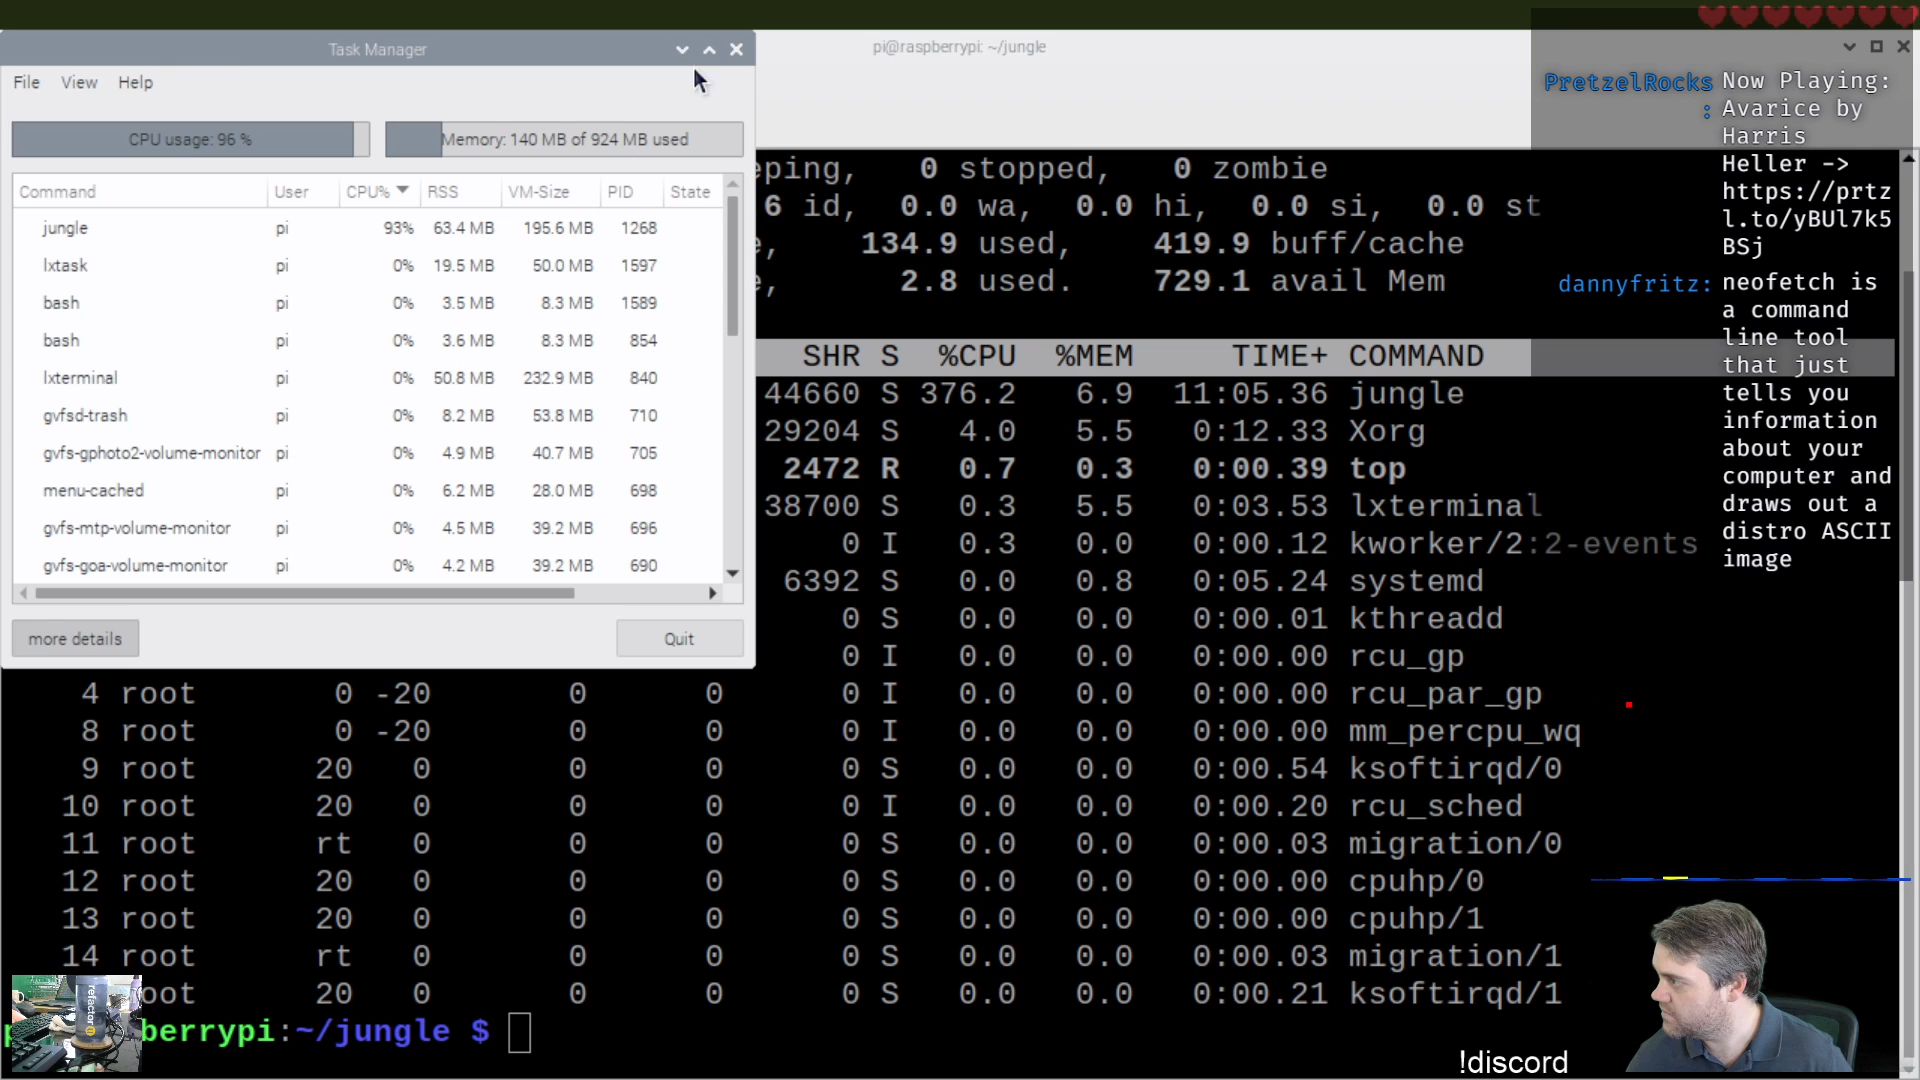 Task Manager
File View Help
CPU usage: 96 %
Memory: 140 MB of 924 MB used
Command User CPU% RSS VM-Size PID State
jungle pi 93% 63.4 MB 195.6 MB 1268
lxtask pi 0% 19.5 MB 50.0 MB 1597
bash pi 0% 3.5 MB 8.3 MB 1589
bash pi 0% 3.6 MB 8.3 MB 854
lxterminal pi 0% 50.8 MB 232.9 MB 840
gvfsd-trash pi 0% 8.2 MB 53.8 MB 710
gvfs-gphoto2-volume-monitor pi 0% 4.9 MB 40.7 MB 705
menu-cached pi 0% 6.2 MB 28.0 MB 698
gvfs-mtp-volume-monitor pi 0% 4.5 MB 39.2 MB 696
gvfs-goa-volume-monitor pi 0% 4.2 MB 39.2 MB 690
more details
Quit
pi@raspberrypi: ~/jungle
eping, 0 stopped, 0 zombie
6 id, 0.0 wa, 0.0 hi, 0.0 si, 0.0 st
, 134.9 used, 419.9 buff/cache
, 2.8 used. 729.1 avail Mem
SHR S %CPU %MEM TIME+ COMMAND
44660 S 376.2 6.9 11:05.36 jungle
29204 S 4.0 5.5 0:12.33 Xorg
2472 R 0.7 0.3 0:00.39 top
38700 S 0.3 5.5 0:03.53 lxterminal
0 I 0.3 0.0 0:00.12 kworker/2:2-events
6392 S 0.0 0.8 0:05.24 systemd
0 S 0.0 0.0 0:00.01 kthreadd
0 I 0.0 0.0 0:00.00 rcu_gp
4 root 0 -20 0 0 0 I 0.0 0.0 0:00.00 rcu_par_gp
8 root 0 -20 0 0 0 I 0.0 0.0 0:00.00 mm_percpu_wq
9 root 20 0 0 0 0 S 0.0 0.0 0:00.54 ksoftirqd/0
10 root 20 0 0 0 0 I 0.0 0.0 0:00.20 rcu_sched
11 root rt 0 0 0 0 S 0.0 0.0 0:00.03 migration/0
12 root 20 0 0 0 0 S 0.0 0.0 0:00.00 cpuhp/0
13 root 20 0 0 0 0 S 0.0 0.0 0:00.00 cpuhp/1
14 root rt 0 0 0 0 S 0.0 0.0 0:00.03 migration/1
oot 20 0 0 0 0 S 0.0 0.0 0:00.21 ksoftirqd/1
berrypi:~/jungle $
refactor
PretzelRocks Now Playing:
: Avarice by
Harris
Heller ->
https://prtz
l.to/yBUl7k5
BSj
dannyfritz: neofetch is
a command
line tool
that just
tells you
information
about your
computer and
draws out a
distro ASCII
image
!discord